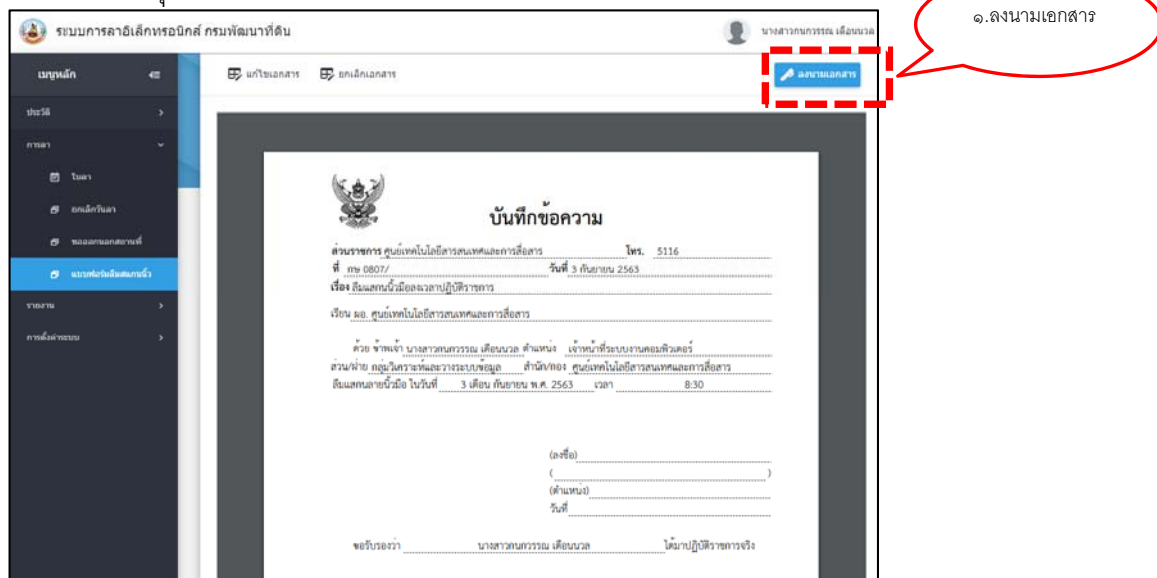 ๑.ลงนามเอกสาร
ระบบการลาอิเล็กทรอนิกส์ กรมพัฒนาที่ดิน
นางสาวกนกวรรณ เดือนนวล
เมนูหลัก
แก้ไขเอกสาร ยกเลิกเอกสาร
ลงนามเอกสาร
ประวัติ
การลา
ใบลา
ยกเลิกวันลา
ขอออกนอกสถานที่
แบบฟอร์มลืมสแกนนิ้ว
รายงาน
การตั้งค่าระบบ
บันทึกข้อความ
ส่วนราชการ ศูนย์เทคโนโลยีสารสนเทศและการสื่อสาร โทร. 5116
ที่ กษ 0807/ วันที่ 3 กันยายน 2563
เรื่อง ลืมแสกนนิ้วมือลงเวลาปฏิบัติราชการ
เรียน ผอ. ศูนย์เทคโนโลยีสารสนเทศและการสื่อสาร
ด้วย ข้าพเจ้า นางสาวกนกวรรณ เดือนนวล ตำแหน่ง เจ้าหน้าที่ระบบงานคอมพิวเตอร์
ส่วน/ฝ่าย กลุ่มวิเคราะห์และวางระบบข้อมูล สำนัก/กอง ศูนย์เทคโนโลยีสารสนเทศและการสื่อสาร
ลืมแสกนลายนิ้วมือ ในวันที่ 3 เดือน กันยายน พ.ศ. 2563 เวลา 8:30
(ลงชื่อ)
( )
(ตำแหน่ง)
วันที่
ขอรับรองว่า นางสาวกนกวรรณ เดือนนวล ได้มาปฏิบัติราชการจริง